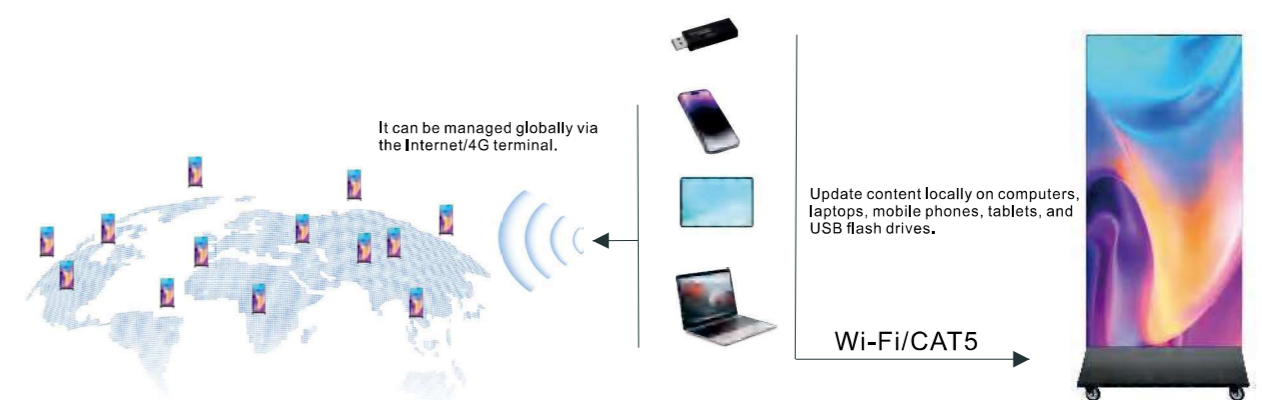 It can be managed globally via
the Internet/4G terminal.
Update content locally on computers,
laptops, mobile phones, tablets, and
USB flash drives.
Wi-Fi/CAT5